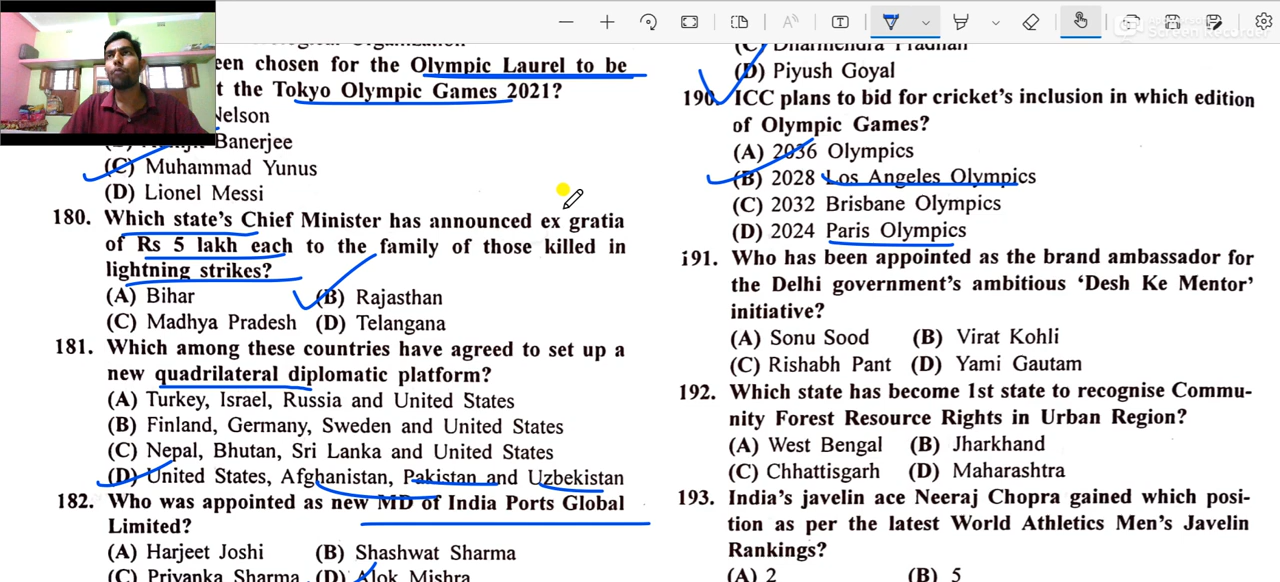 een chosen for the Olympic Laurel to be
t the Tokyo Olympic Games 2021?
Nelson
Banerjee
(C) Muhammad Yunus
(D) Lionel Messi
180. Which state's Chief Minister has announced ex gratia
of Rs 5 lakh each to the family of those killed in
lightning strikes?
(A) Bihar (B) Rajasthan
(C) Madhya Pradesh (D) Telangana
181. Which among these countries have agreed to set up a
new quadrilateral diplomatic platform?
(A) Turkey, Israel, Russia and United States
(B) Finland, Germany, Sweden and United States
(C) Nepal, Bhutan, Sri Lanka and United States
(D) United States, Afghanistan, Pakistan and Uzbekistan
182. Who was appointed as new MD of India Ports Global
Limited?
(A) Harjeet Joshi (B) Shashwat Sharma
(C) Priyanka Sharma (D) Alok Mishra
(C) Dharmendra Pradhan
(D) Piyush Goyal
190. ICC plans to bid for cricket's inclusion in which edition
of Olympic Games?
(A) 2036 Olympics
(B) 2028 Los Angeles Olympics
(C) 2032 Brisbane Olympics
(D) 2024 Paris Olympics
191. Who has been appointed as the brand ambassador for
the Delhi government's ambitious 'Desh Ke Mentor'
initiative?
(A) Sonu Sood (B) Virat Kohli
(C) Rishabh Pant (D) Yami Gautam
192. Which state has become 1st state to recognise Commu-
nity Forest Resource Rights in Urban Region?
(A) West Bengal (B) Jharkhand
(C) Chhattisgarh (D) Maharashtra
193. India's javelin ace Neeraj Chopra gained which posi-
tion as per the latest World Athletics Men's Javelin
Rankings?
(A) 2 (B) 5